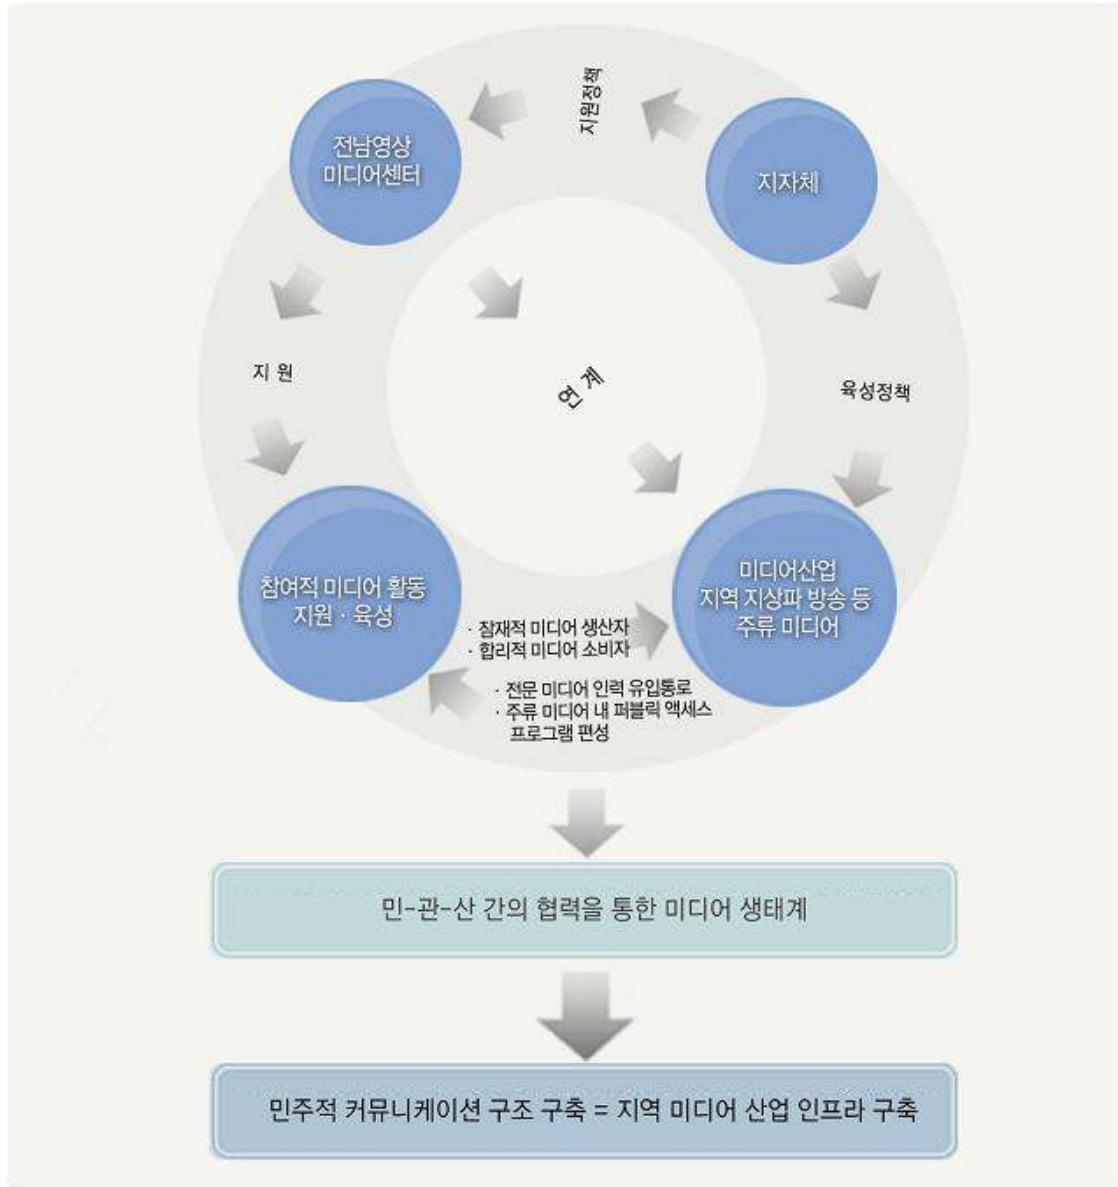 지원정책
전남영상
미디어센터
지자체
지 원
연 계
육성정책
참여적 미디어 활동
지원 · 육성
미디어산업
지역 지상파 방송 등
주류 미디어
· 잠재적 미디어 생산자
· 합리적 미디어 소비자
· 전문 미디어 인력 유입통로
· 주류 미디어 내 퍼블릭 액세스
프로그램 편성
민-관-산 간의 협력을 통한 미디어 생태계
민주적 커뮤니케이션 구조 구축 = 지역 미디어 산업 인프라 구축